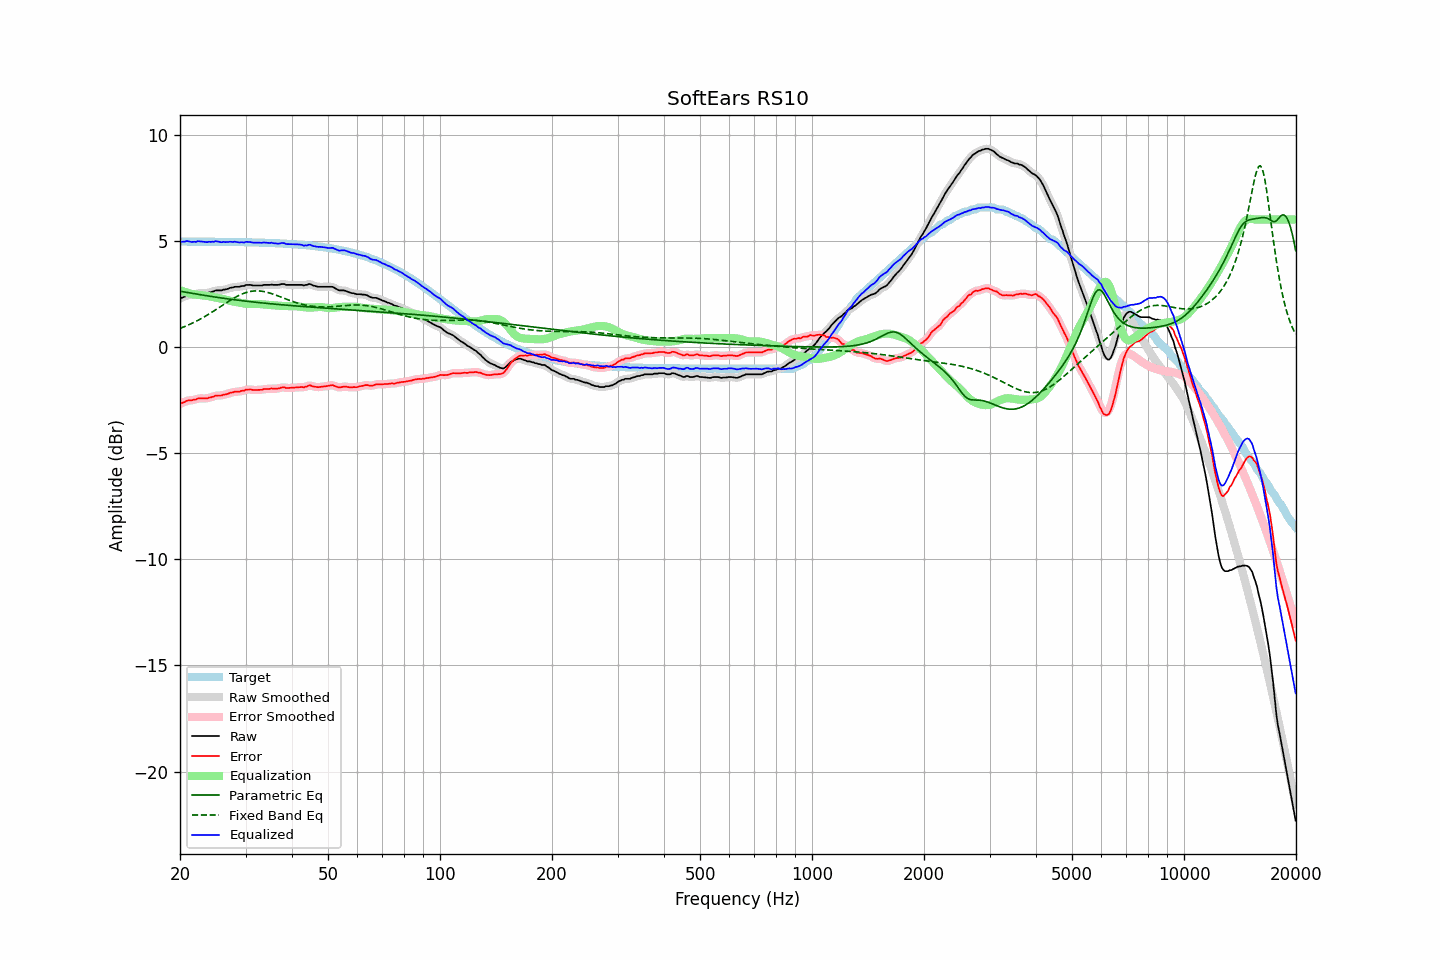 SoftEars RS10
Amplitude (dBr)
10
5
0
−5
−10
−15
−20
Target
Raw Smoothed
Error Smoothed
Raw
Error
Equalization
Parametric Eq
Fixed Band Eq
Equalized
20
50
100
200
500
1000
2000
5000
10000
20000
Frequency (Hz)